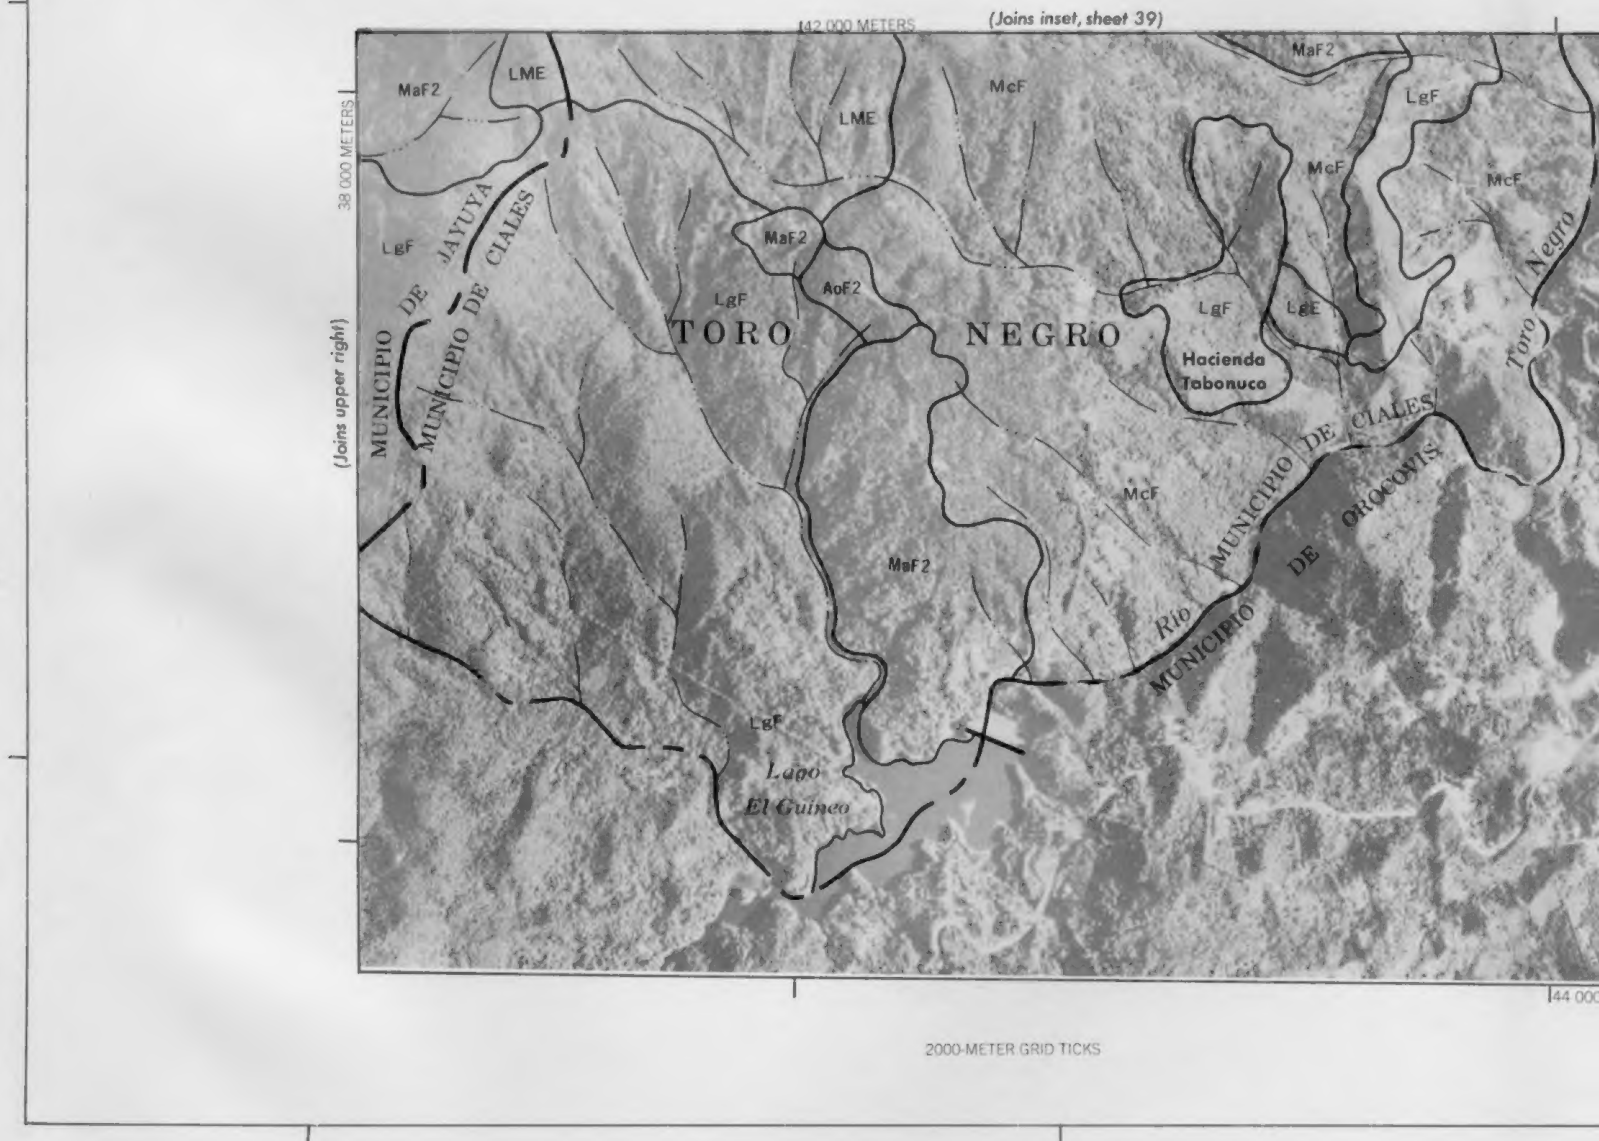 (Joins inset, sheet 39)
42 000 METERS
MaF2
LME
MaF2
McF
LgF
LME
38 000 METERS
McF
McF
LgF
MUNICIPIO DE JAYUYA
MUNICIPIO DE CIALES
MaF2
AoF2
LgF
LgF
LgE
TORO NEGRO
Hacienda
Tabonuco
Toro Negro
(Joins upper right)
MUNICIPIO DE CIALES
McF
MaF2
Río
MUNICIPIO DE OROCOVIS
LgF
Lago
El Guineo
44 000
2000-METER GRID TICKS